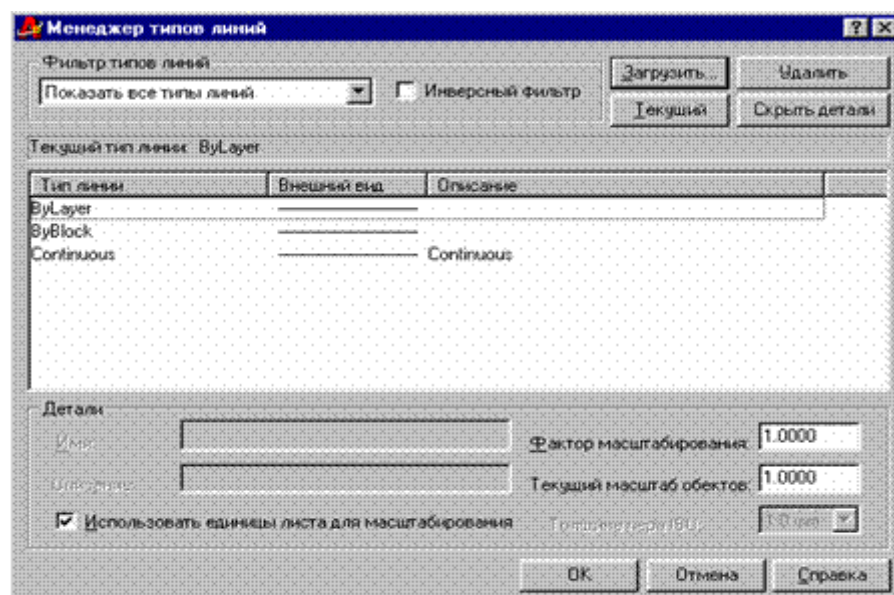 Менеджер типов линий
Фильтр типов линий
Показать все типы линий
Инверсный фильтр
Загрузить...
Удалить
Текущий
Скрыть детали
Текущий тип линии: ByLayer
Тип линии Внешний вид Описание
ByLayer
ByBlock
Continuous Continuous
Детали
Имя:
Фактор масштабирования: 1.0000
Описание:
Текущий масштаб обектов: 1.0000
Использовать единицы листа для масштабирования
OK Отмена Справка